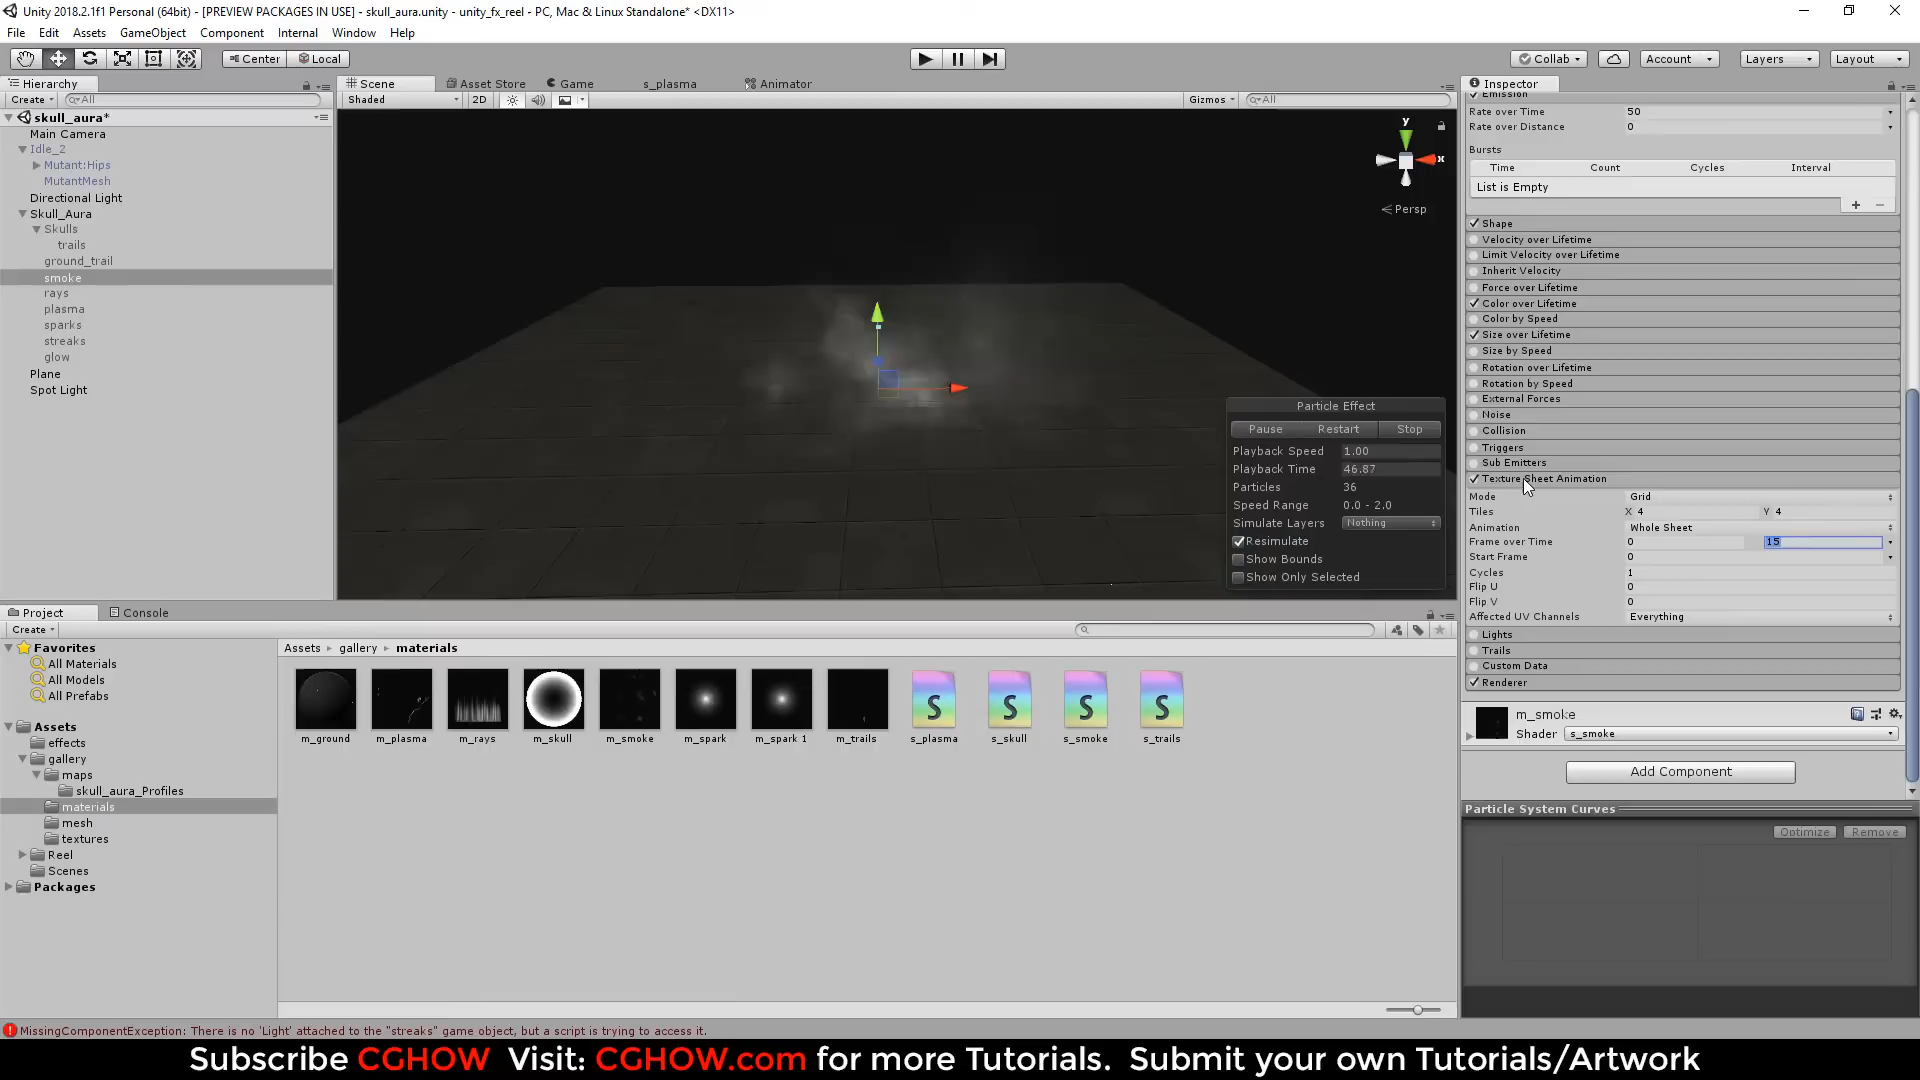 Unity 2018.2.1f1 Personal (64bit) - [PREVIEW PACKAGES IN USE] - skull_aura.unity - unity_fx_reel - PC, Mac & Linux Standalone* <DX11>
File Edit Assets GameObject Component Internal Window Help
Center Local Collab Account Layers Layout
Hierarchy
Create All
skull_aura*
Main Camera
Idle_2
Mutant:Hips
MutantMesh
Directional Light
Skull_Aura
Skulls
trails
ground_trail
smoke
rays
plasma
sparks
streaks
glow
Plane
Spot Light
Scene Asset Store Game s_plasma Animator
Shaded 2D Gizmos All
y
x
Persp
Particle Effect
Pause Restart Stop
Playback Speed 1.00
Playback Time 46.87
Particles 36
Speed Range 0.0 - 2.0
Simulate Layers Nothing
Resimulate
Show Bounds
Show Only Selected
Inspector
Emission
Rate over Time 50
Rate over Distance 0
Bursts
Time Count Cycles Interval
List is Empty
+ −
Shape
Velocity over Lifetime
Limit Velocity over Lifetime
Inherit Velocity
Force over Lifetime
Color over Lifetime
Color by Speed
Size over Lifetime
Size by Speed
Rotation over Lifetime
Rotation by Speed
External Forces
Noise
Collision
Triggers
Sub Emitters
Texture Sheet Animation
Mode Grid
Tiles X 4 Y 4
Animation Whole Sheet
Frame over Time 0 15
Start Frame 0
Cycles 1
Flip U 0
Flip V 0
Affected UV Channels Everything
Lights
Trails
Custom Data
Renderer
m_smoke
Shader s_smoke
Add Component
Particle System Curves
Optimize Remove
Project Console
Create
Favorites
All Materials
All Models
All Prefabs
Assets
effects
gallery
maps
skull_aura_Profiles
materials
mesh
textures
Reel
Scenes
Packages
Assets gallery materials
m_ground m_plasma m_rays m_skull m_smoke m_spark m_spark 1 m_trails s_plasma s_skull s_smoke s_trails
MissingComponentException: There is no 'Light' attached to the "streaks" game object, but a script is trying to access it.
Subscribe CGHOW Visit: CGHOW.com for more Tutorials. Submit your own Tutorials/Artwork